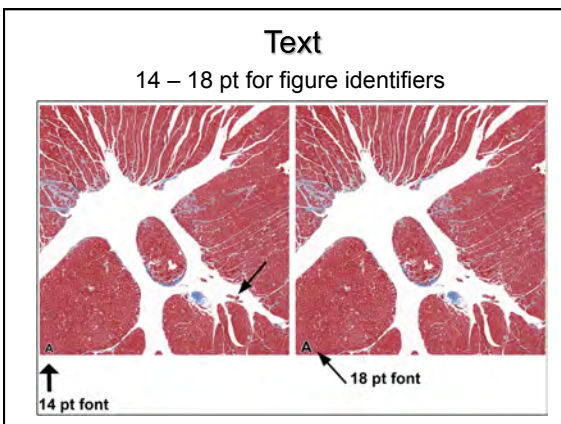 Text
14 – 18 pt for figure identifiers
A
A
18 pt font
14 pt font